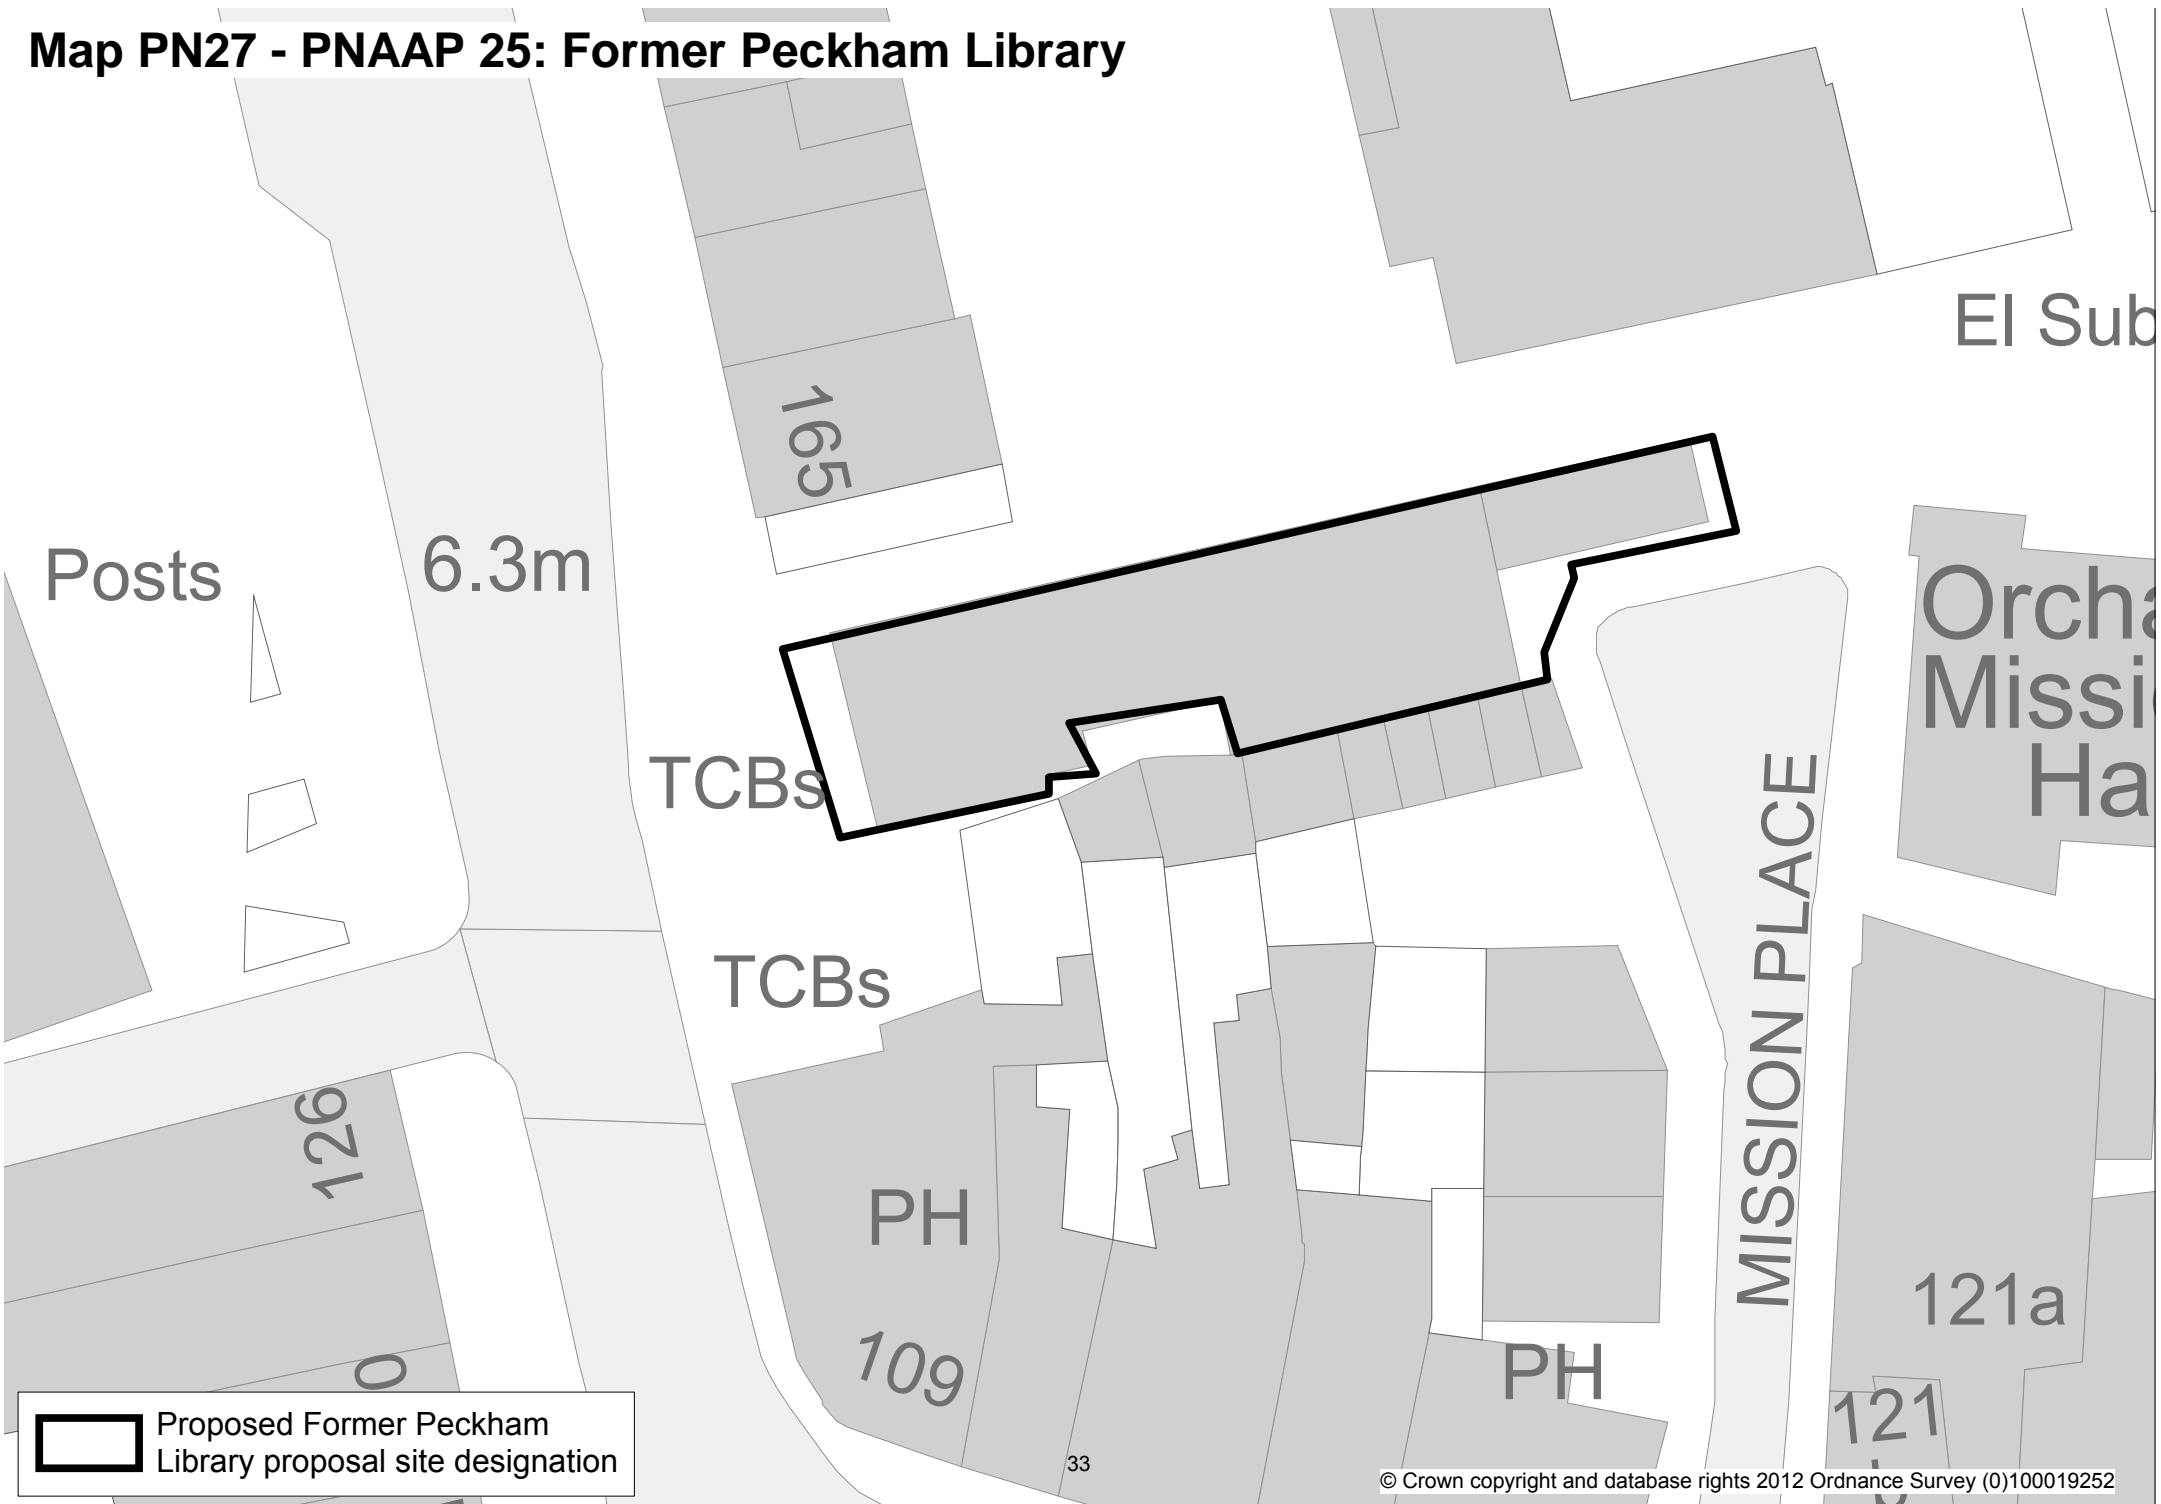 Map PN27 - PNAAP 25: Former Peckham Library
El Sub
165
Posts
6.3m
Orcha
Missi
Ha
TCBs
TCBs
MISSION PLACE
126
PH
109
PH
121a
121
0
Proposed Former Peckham
Library proposal site designation
33
© Crown copyright and database rights 2012 Ordnance Survey (0)100019252